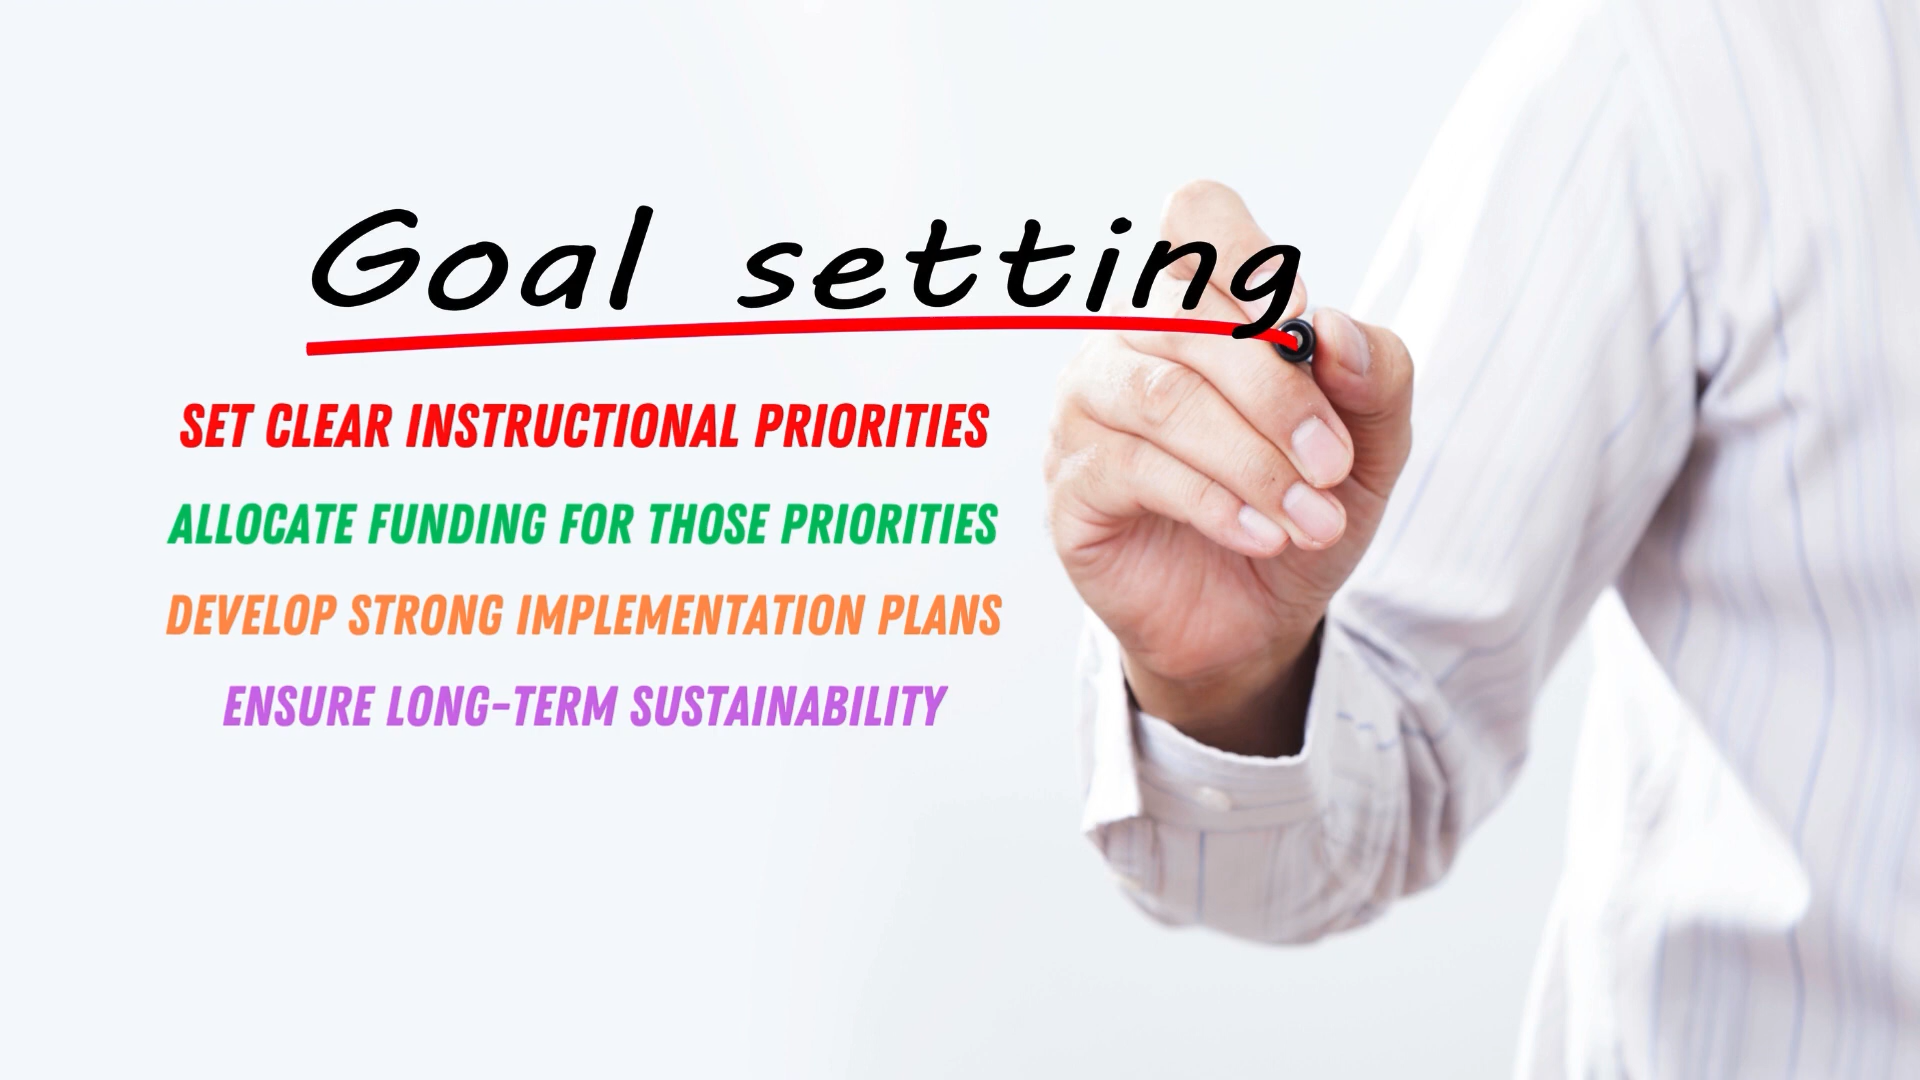 Goal setting
SET CLEAR INSTRUCTIONAL PRIORITIES
ALLOCATE FUNDING FOR THOSE PRIORITIES
DEVELOP STRONG IMPLEMENTATION PLANS
ENSURE LONG-TERM SUSTAINABILITY